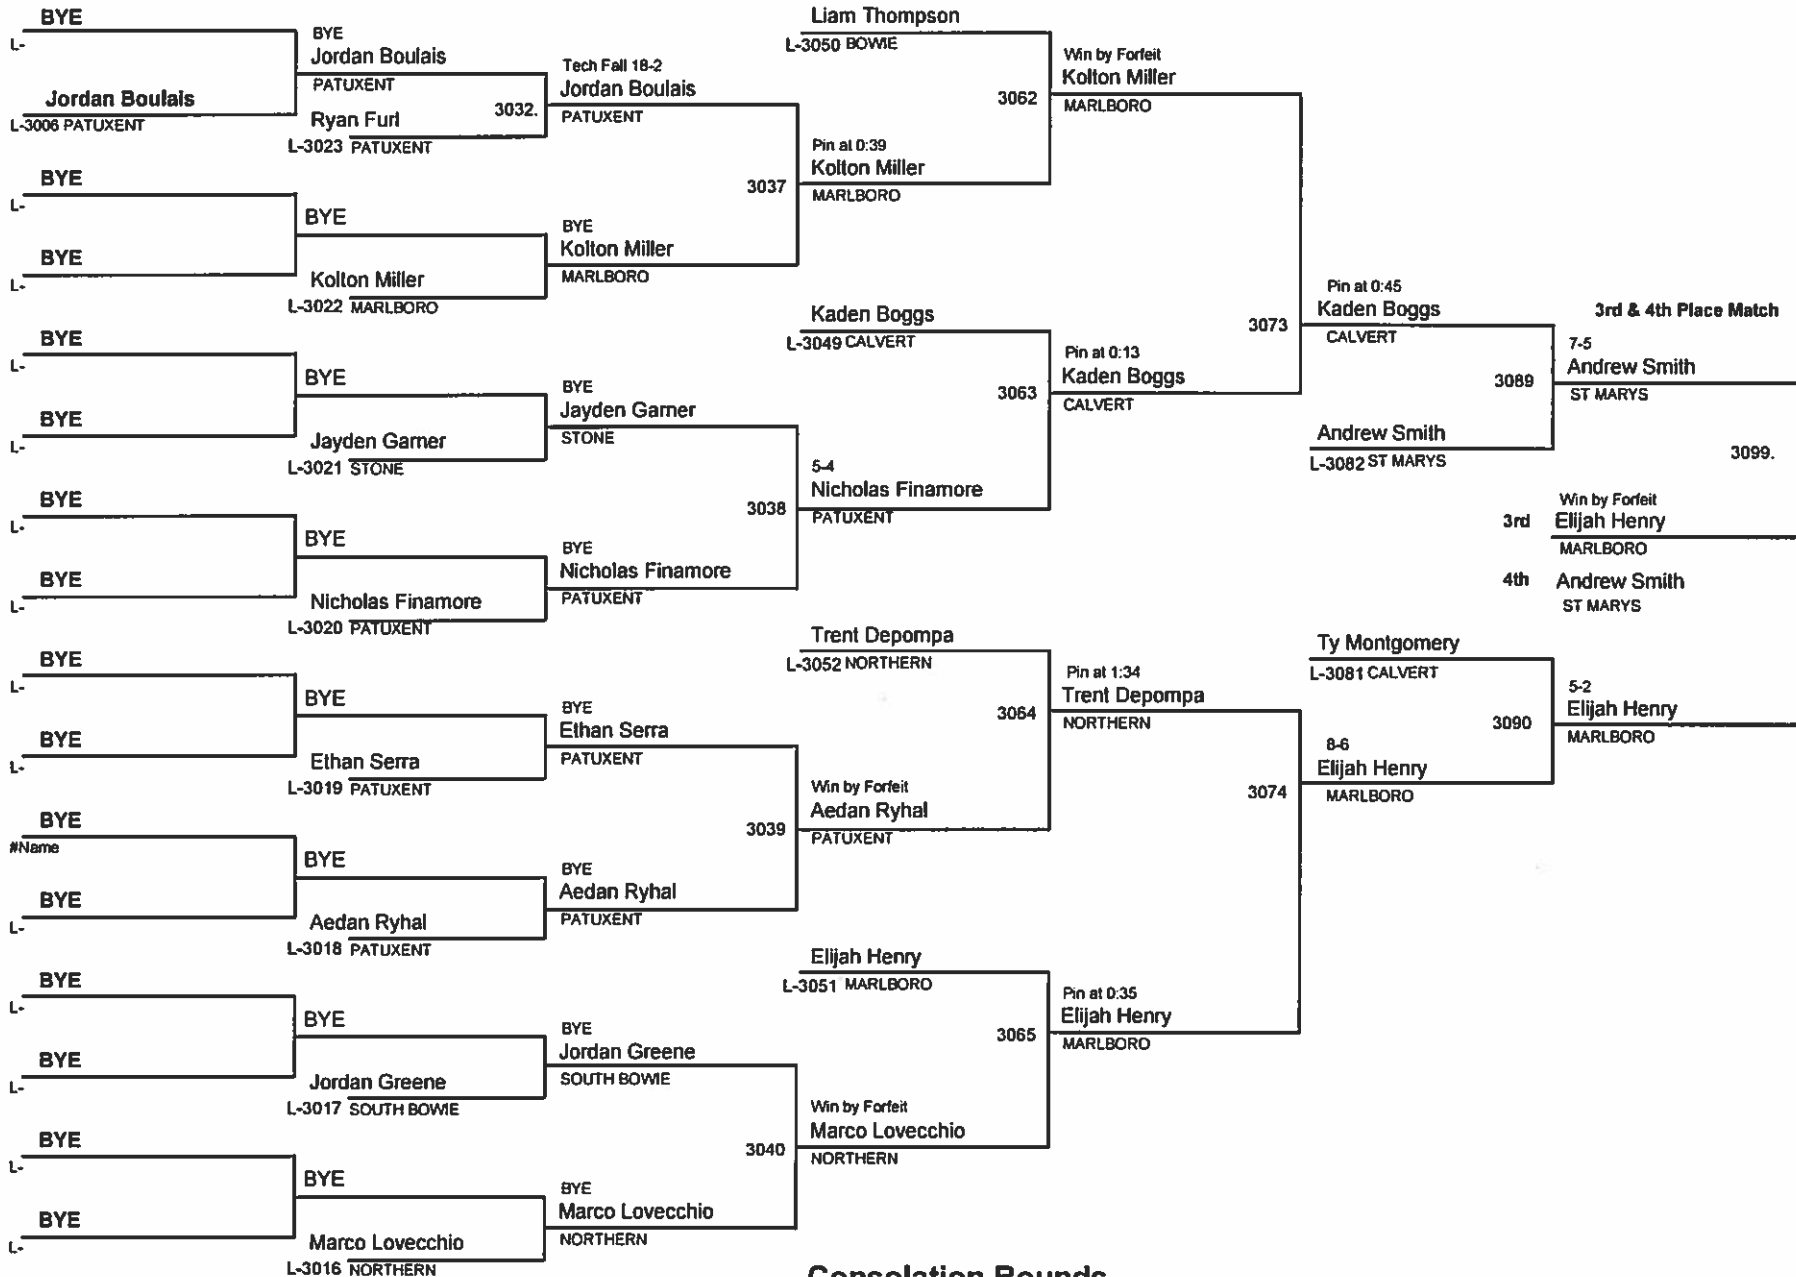 BYE
L-
Jordan Boulais
L-3006 PATUXENT
BYE
L-
BYE
L-
BYE
L-
BYE
L-
BYE
L-
BYE
L-
BYE
L-
BYE
L-
BYE
#Name
BYE
L-
BYE
L-
BYE
L-
BYE
L-
BYE
L-
BYE
Jordan Boulais
PATUXENT
Ryan Furl
L-3023 PATUXENT
3032.
BYE
Kolton Miller
L-3022 MARLBORO
BYE
Jayden Garner
L-3021 STONE
BYE
Nicholas Finamore
L-3020 PATUXENT
BYE
Ethan Serra
L-3019 PATUXENT
BYE
Aedan Ryhal
L-3018 PATUXENT
BYE
Jordan Greene
L-3017 SOUTH BOWIE
BYE
Marco Lovecchio
L-3016 NORTHERN
Tech Fall 18-2
Jordan Boulais
PATUXENT
3037
BYE
Kolton Miller
MARLBORO
BYE
Jayden Garner
STONE
3038
BYE
Nicholas Finamore
PATUXENT
BYE
Ethan Serra
PATUXENT
3039
BYE
Aedan Ryhal
PATUXENT
BYE
Jordan Greene
SOUTH BOWIE
3040
BYE
Marco Lovecchio
NORTHERN
Liam Thompson
L-3050 BOWIE
3062
Pin at 0:39
Kolton Miller
MARLBORO
Kaden Boggs
L-3049 CALVERT
3063
5-4
Nicholas Finamore
PATUXENT
Trent Depompa
L-3052 NORTHERN
3064
Win by Forfeit
Aedan Ryhal
PATUXENT
Elijah Henry
L-3051 MARLBORO
3065
Win by Forfeit
Marco Lovecchio
NORTHERN
Win by Forfeit
Kolton Miller
MARLBORO
3073
Pin at 0:13
Kaden Boggs
CALVERT
Pin at 1:34
Trent Depompa
NORTHERN
3074
Pin at 0:35
Elijah Henry
MARLBORO
Pin at 0:45
Kaden Boggs
CALVERT
3089
Andrew Smith
L-3082 ST MARYS
Ty Montgomery
L-3081 CALVERT
3090
8-6
Elijah Henry
MARLBORO
3rd & 4th Place Match
7-5
Andrew Smith
ST MARYS
3099.
Win by Forfeit
3rd Elijah Henry
MARLBORO
4th Andrew Smith
ST MARYS
5-2
Elijah Henry
MARLBORO
Consolation Rounds